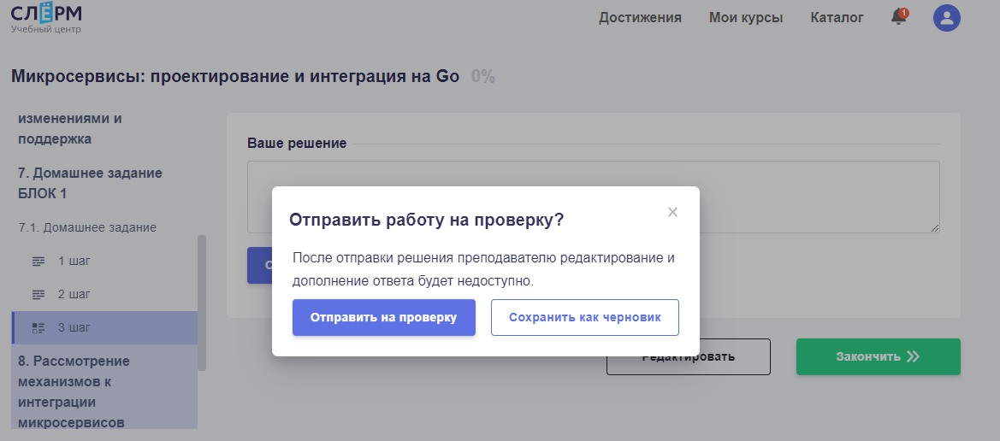 СЛЁРМ
Учебный центр
Достижения
Мои курсы
Каталог
1
Микросервисы: проектирование и интеграция на Go 0%
изменениями и
поддержка
7. Домашнее задание
БЛОК 1
7.1. Домашнее задание
1 шаг
2 шаг
3 шаг
8. Рассмотрение
механизмов к
интеграции
микросервисов
Ваше решение
Отправить работу на проверку?
После отправки решения преподавателю редактирование и
дополнение ответа будет недоступно.
Отправить на проверку
Сохранить как черновик
Редактировать
Закончить